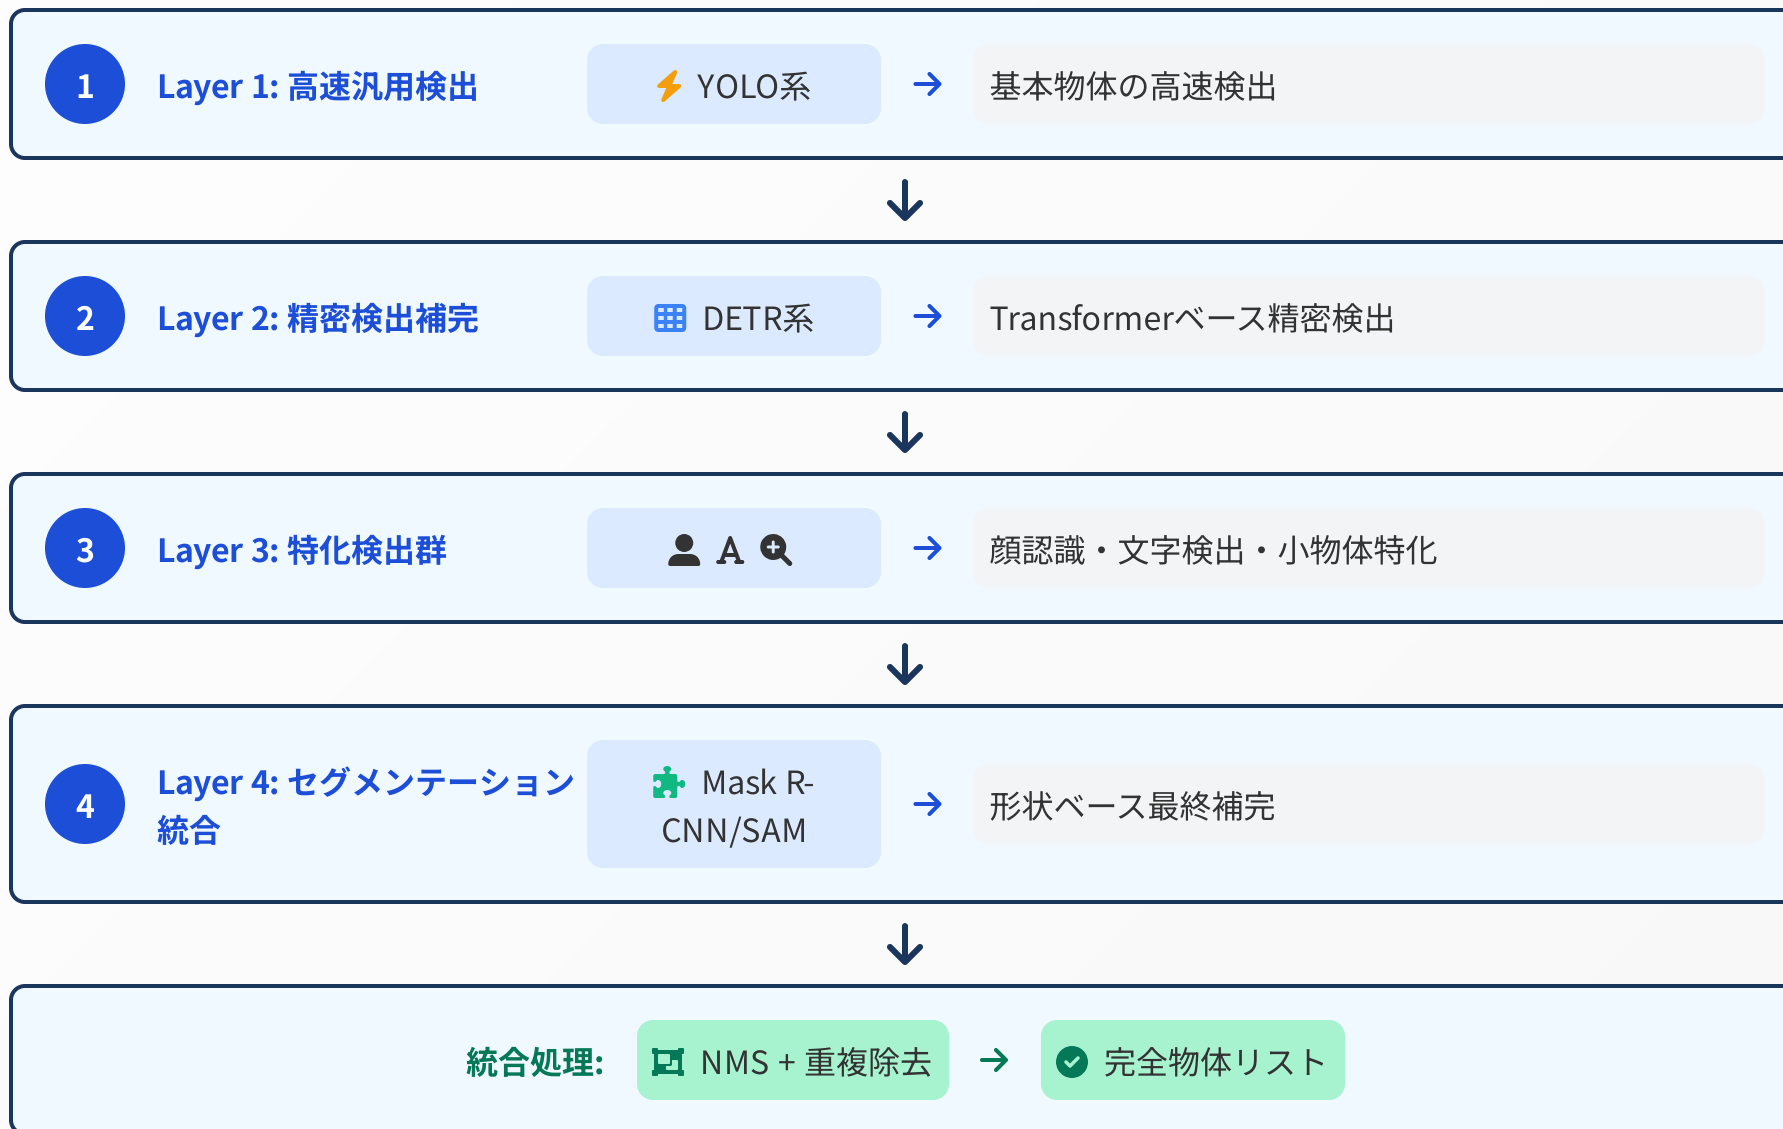 1
Layer 1: 高速汎用検出
YOLO系
基本物体の高速検出
2
Layer 2: 精密検出補完
DETR系
Transformerベース精密検出
3
Layer 3: 特化検出群
顔認識・文字検出・小物体特化
4
Layer 4: セグメンテーション
統合
Mask R-
CNN/SAM
形状ベース最終補完
統合処理:
NMS + 重複除去
完全物体リスト